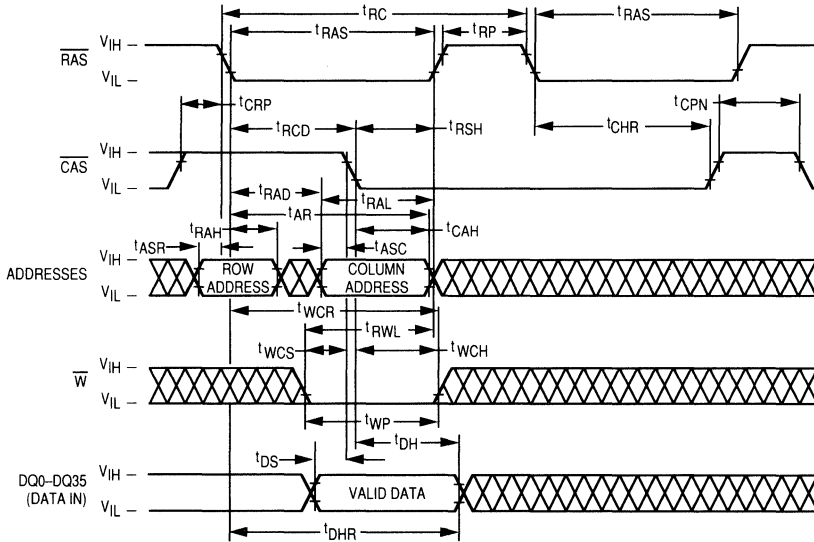 tRC
tRAS
tRP
tRAS
RAS
VIH –
VIL –
tCRP
tCPN
tRCD
tRSH
tCHR
CAS
VIH –
VIL –
tRAD
tRAL
tAR
tRAH
tCAH
tASR
tASC
ADDRESSES
VIH –
VIL –
ROW ADDRESS
COLUMN ADDRESS
tWCR
tRWL
tWCS
tWCH
W
VIH –
VIL –
tWP
tDH
tDS
DQ0–DQ35
(DATA IN)
VIH –
VIL –
VALID DATA
tDHR